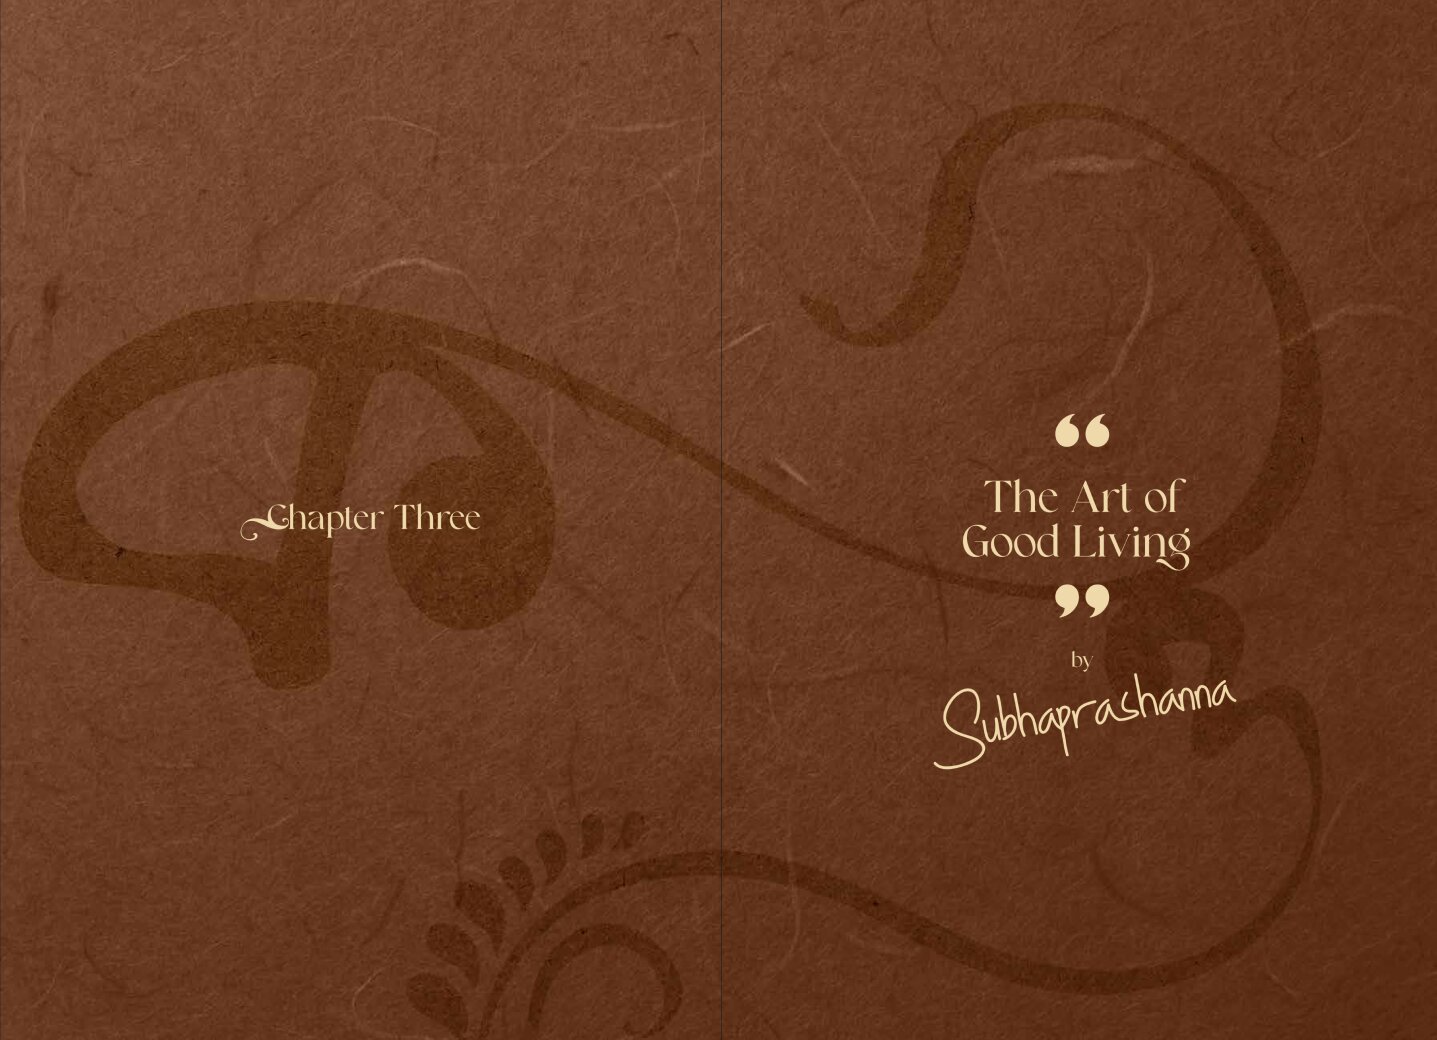 Chapter Three
“
The Art of
Good Living
”
by
Subhaprashanna